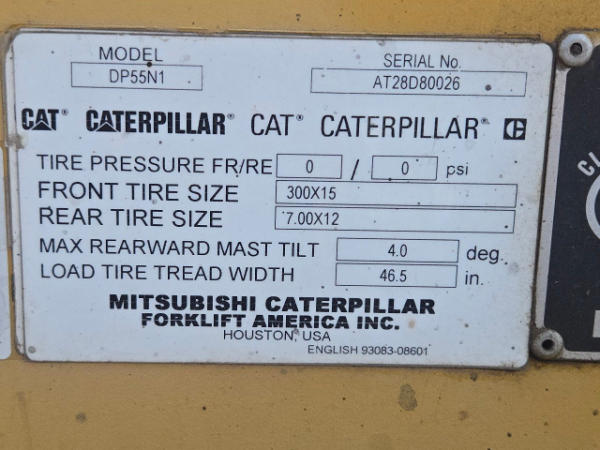 MODEL
DP55N1
SERIAL No.
AT28D80026
CAT® CATERPILLAR® CAT® CATERPILLAR®
TIRE PRESSURE FR/RE 0 / 0 psi
FRONT TIRE SIZE 300X15
REAR TIRE SIZE 7.00X12
MAX REARWARD MAST TILT 4.0 deg.
LOAD TIRE TREAD WIDTH 46.5 in.
MITSUBISHI CATERPILLAR
FORKLIFT AMERICA INC.
HOUSTON, USA
ENGLISH 93083-08601